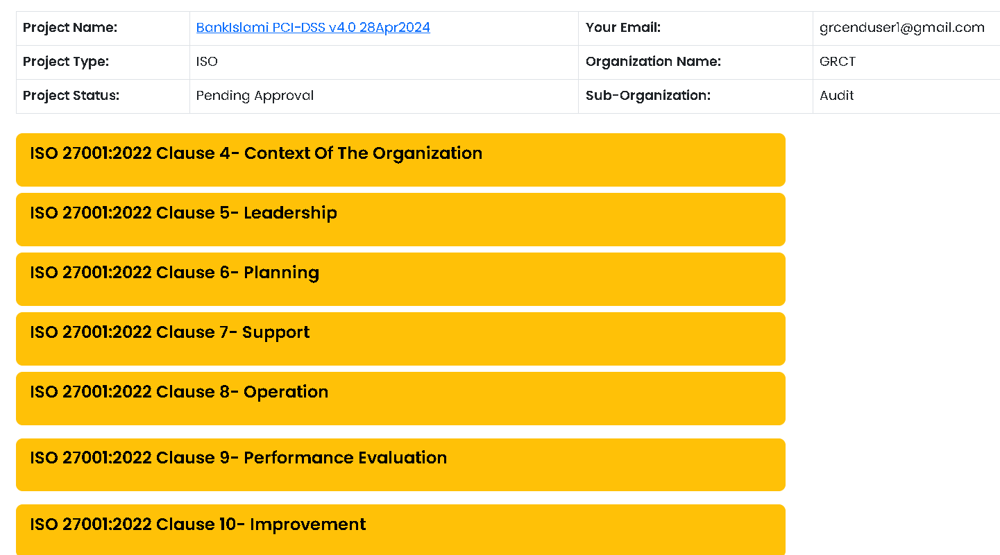 Project Name: BankIslami PCI-DSS v4.0 28Apr2024 Your Email: grcenduser1@gmail.com
Project Type: ISO Organization Name: GRCT
Project Status: Pending Approval Sub-Organization: Audit
ISO 27001:2022 Clause 4- Context Of The Organization
ISO 27001:2022 Clause 5- Leadership
ISO 27001:2022 Clause 6- Planning
ISO 27001:2022 Clause 7- Support
ISO 27001:2022 Clause 8- Operation
ISO 27001:2022 Clause 9- Performance Evaluation
ISO 27001:2022 Clause 10- Improvement